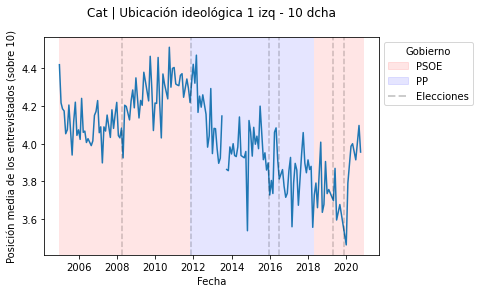 Cat | Ubicación ideológica 1 izq - 10 dcha
Posición media de los entrevistados (sobre 10)
4.4
4.2
4.0
3.8
3.6
2006 2008 2010 2012 2014 2016 2018 2020
Fecha
Gobierno
PSOE
PP
Elecciones